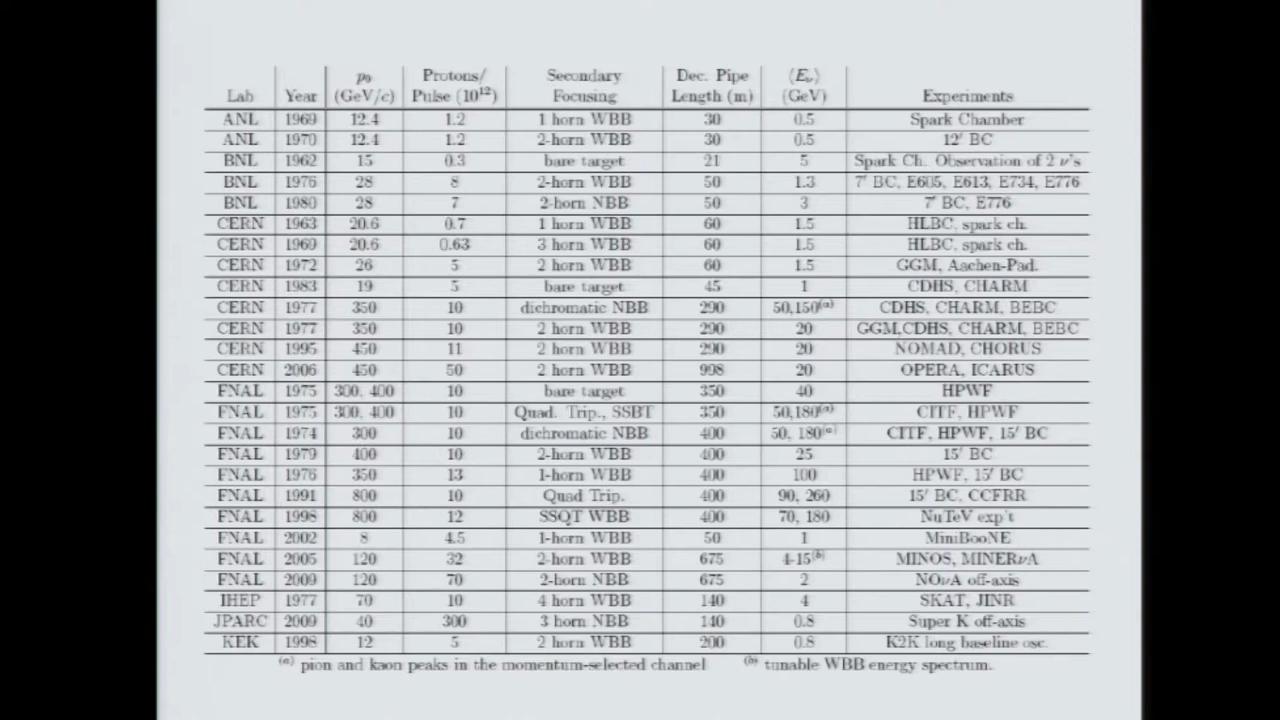 p₀ Protons/ Secondary Dec. Pipe ⟨Eν⟩
Lab Year (GeV/c) Pulse (10¹²) Focusing Length (m) (GeV) Experiments
ANL 1969 12.4 1.2 1 horn WBB 30 0.5 Spark Chamber
ANL 1970 12.4 1.2 2-horn WBB 30 0.5 12′ BC
BNL 1962 15 0.3 bare target 21 5 Spark Ch. Observation of 2 ν's
BNL 1976 28 8 2-horn WBB 50 1.3 7′ BC, E605, E613, E734, E776
BNL 1980 28 7 2-horn NBB 50 3 7′ BC, E776
CERN 1963 20.6 0.7 1 horn WBB 60 1.5 HLBC, spark ch.
CERN 1969 20.6 0.63 3 horn WBB 60 1.5 HLBC, spark ch.
CERN 1972 26 5 2 horn WBB 60 1.5 GGM, Aachen-Pad.
CERN 1983 19 5 bare target 45 1 CDHS, CHARM
CERN 1977 350 10 dichromatic NBB 290 50,150⁽ᵃ⁾ CDHS, CHARM, BEBC
CERN 1977 350 10 2 horn WBB 290 20 GGM,CDHS, CHARM, BEBC
CERN 1995 450 11 2 horn WBB 290 20 NOMAD, CHORUS
CERN 2006 450 50 2 horn WBB 998 20 OPERA, ICARUS
FNAL 1975 300, 400 10 bare target 350 40 HPWF
FNAL 1975 300, 400 10 Quad. Trip., SSBT 350 50,180⁽ᵃ⁾ CITF, HPWF
FNAL 1974 300 10 dichromatic NBB 400 50, 180⁽ᵃ⁾ CITF, HPWF, 15′ BC
FNAL 1979 400 10 2-horn WBB 400 25 15′ BC
FNAL 1976 350 13 1-horn WBB 400 100 HPWF, 15′ BC
FNAL 1991 800 10 Quad Trip. 400 90, 260 15′ BC, CCFRR
FNAL 1998 800 12 SSQT WBB 400 70, 180 NuTeV exp't
FNAL 2002 8 4.5 1-horn WBB 50 1 MiniBooNE
FNAL 2005 120 32 2-horn WBB 675 4-15⁽ᵇ⁾ MINOS, MINERνA
FNAL 2009 120 70 2-horn NBB 675 2 NOνA off-axis
IHEP 1977 70 10 4 horn WBB 140 4 SKAT, JINR
JPARC 2009 40 300 3 horn NBB 140 0.8 Super K off-axis
KEK 1998 12 5 2 horn WBB 200 0.8 K2K long baseline osc.
⁽ᵃ⁾ pion and kaon peaks in the momentum-selected channel ⁽ᵇ⁾ tunable WBB energy spectrum.